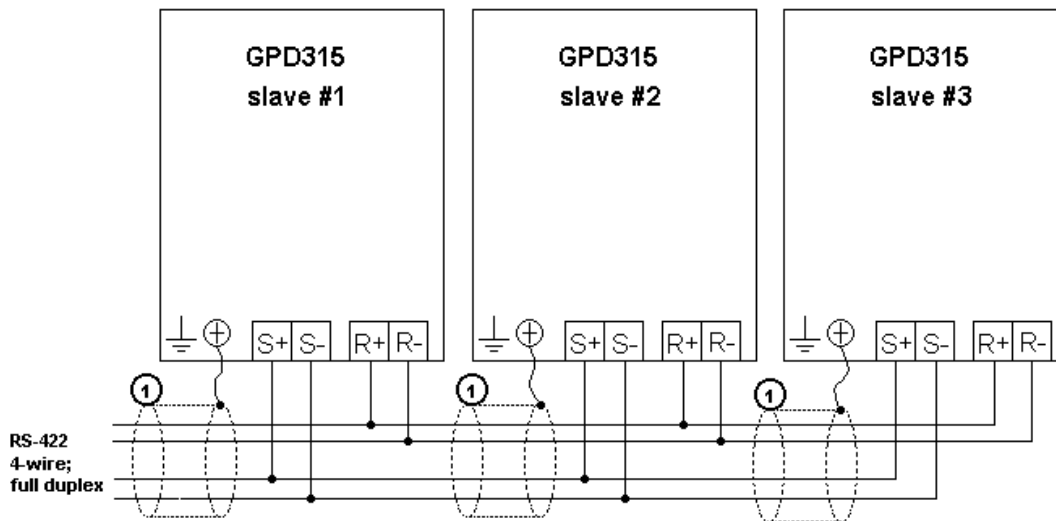 GPD315
slave #1
GPD315
slave #2
GPD315
slave #3
S+ S- R+ R-
S+ S- R+ R-
S+ S- R+ R-
1
1
1
RS-422
4-wire;
full duplex